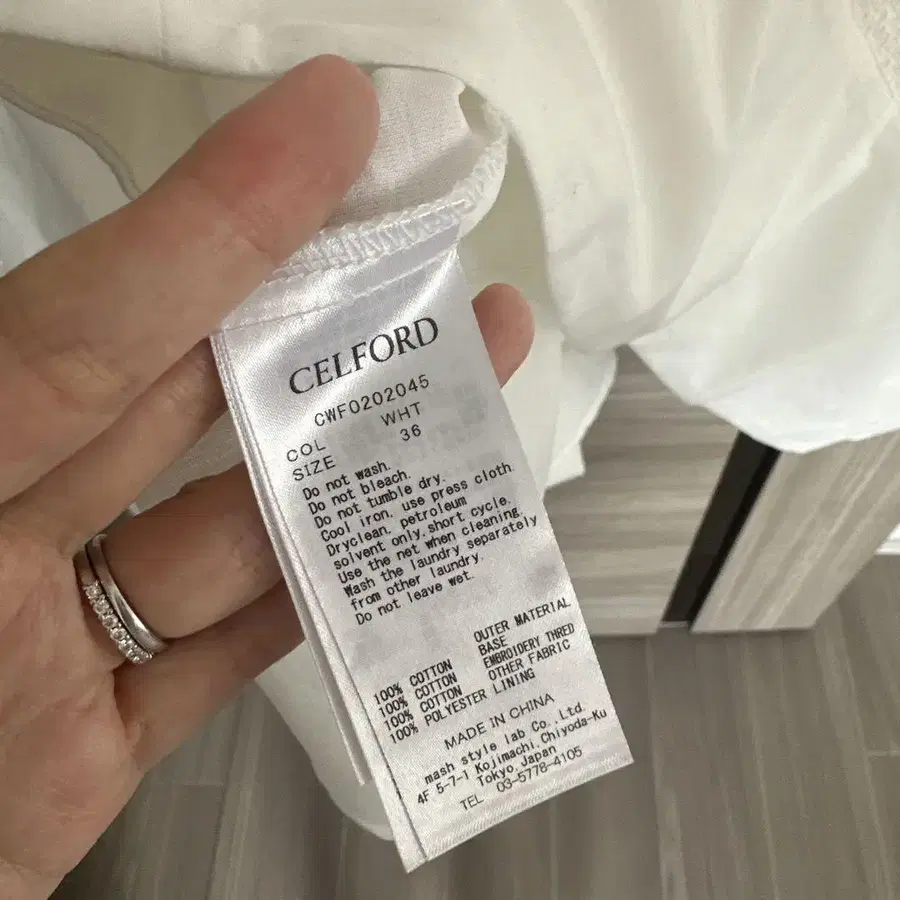 CELFORD
CWF0202045
COL WHT
SIZE 36
Do not wash.
Do not bleach.
Do not tumble dry.
Cool iron. use press cloth.
Dryclean, petroleum
solvent only, short cycle.
Use the net when cleaning.
Wash the laundry separately
from other laundry.
Do not leave wet.
OUTER MATERIAL
BASE
100% COTTON EMBROIDERY THRED
100% COTTON OTHER FABRIC
100% COTTON
100% POLYESTER LINING
MADE IN CHINA
mash style lab Co.,Ltd.
4F 5-7-1 Kojimachi, Chiyoda-Ku
Tokyo, Japan
TEL 03-5778-4105